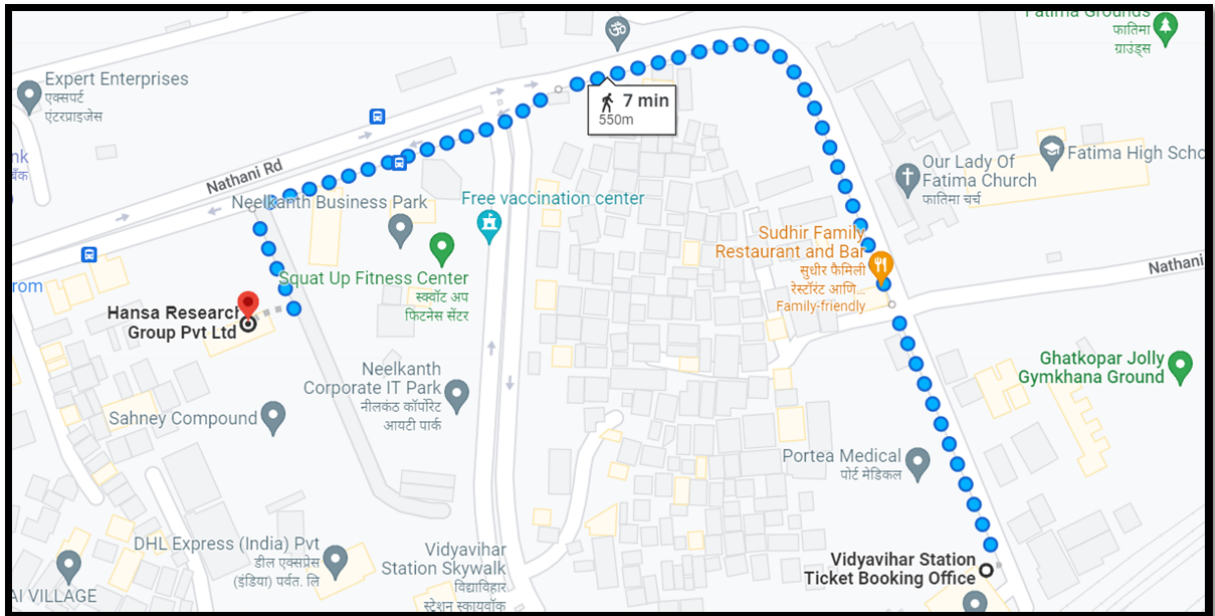 Fatima Grounds
फातिमा
ग्राउंड्स
Expert Enterprises
एक्सपर्ट
एंटरप्राइजेस
7 min
550m
nk
बँक
Nathani Rd
Fatima High Scho
Our Lady Of
Fatima Church
फातिमा चर्च
Neelkanth Business Park
Free vaccination center
Sudhir Family
Restaurant and Bar
सुधीर फैमिली
रेस्टॉरंट आणि...
Family-friendly
Nathani
Squat Up Fitness Center
स्क्वॉट अप
फिटनेस सेंटर
rom
Hansa Research
Group Pvt Ltd
Ghatkopar Jolly
Gymkhana Ground
Neelkanth
Corporate IT Park
नीलकंठ कॉर्पोरेट
आयटी पार्क
Sahney Compound
Portea Medical
पोर्ट मेडिकल
DHL Express (India) Pvt
डील एक्सप्रेस
(इंडिया) पर्वत. लि
Vidyavihar
Station Skywalk
विद्याविहार
स्टेशन स्कायवॉक
Vidyavihar Station
Ticket Booking Office
AI VILLAGE